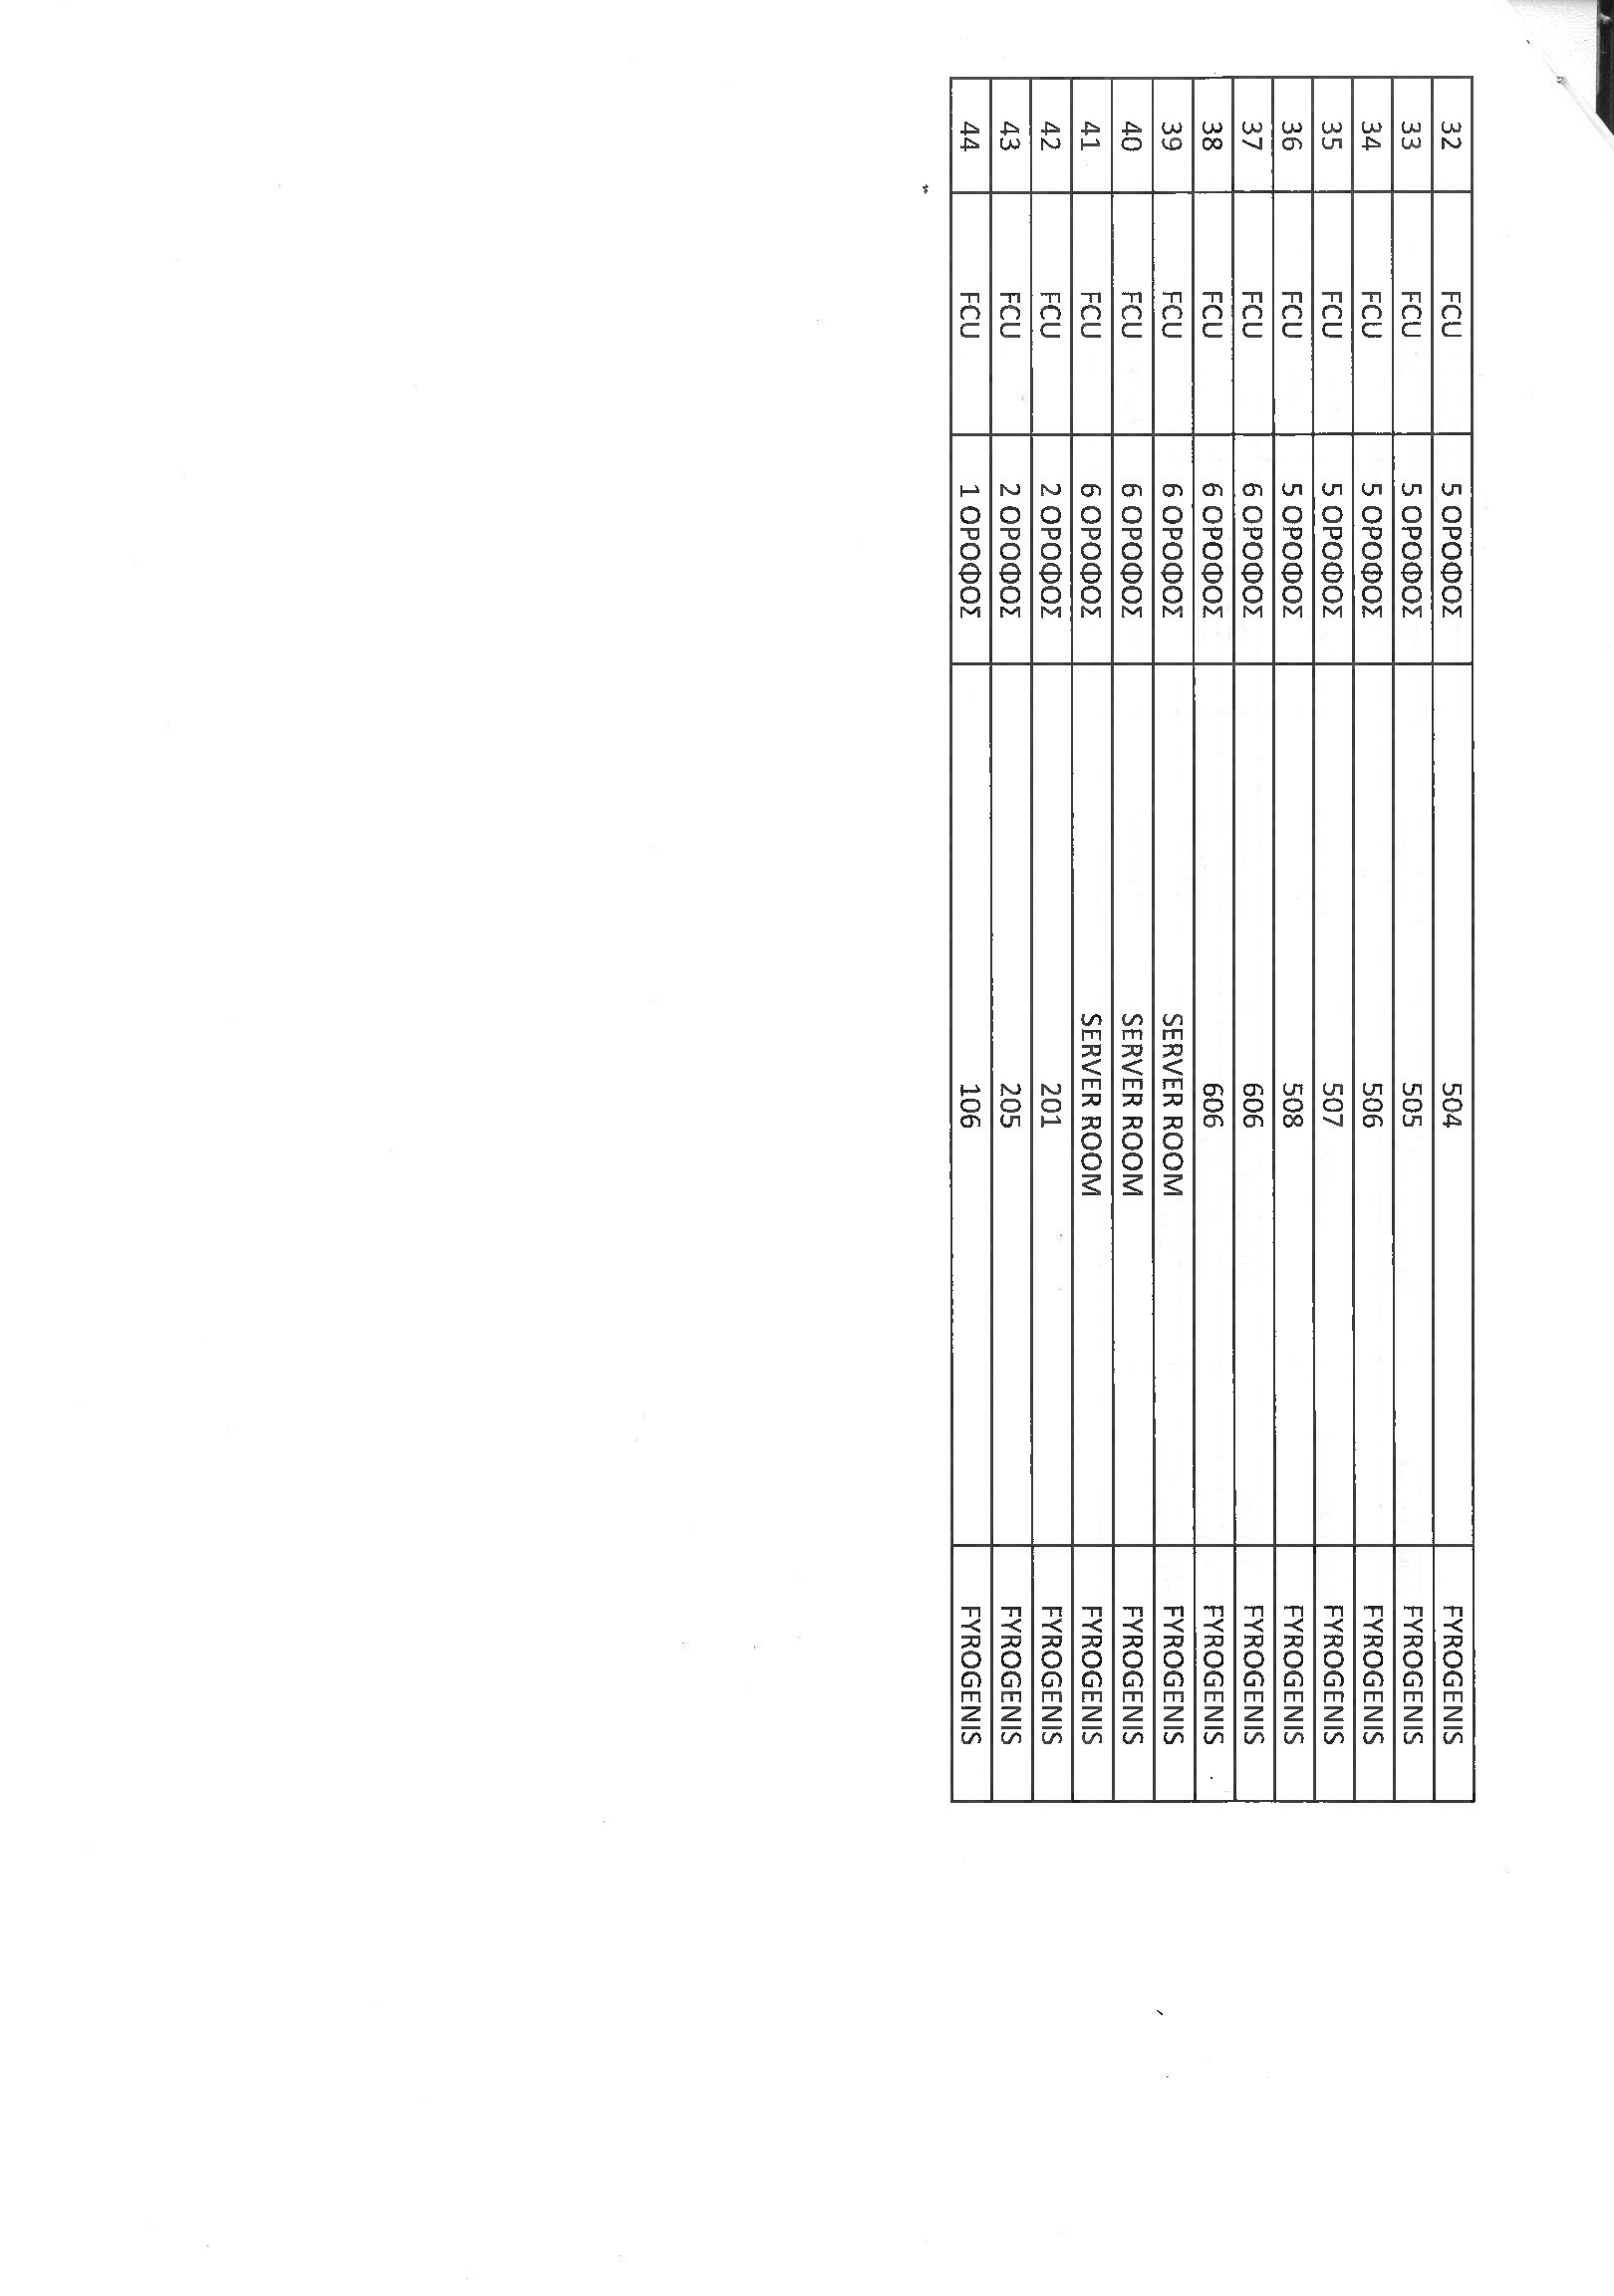 32 FCU 5 ΟΡΟΦΟΣ 504 FYROGENIS
33 FCU 5 ΟΡΟΦΟΣ 505 FYROGENIS
34 FCU 5 ΟΡΟΦΟΣ 506 FYROGENIS
35 FCU 5 ΟΡΟΦΟΣ 507 FYROGENIS
36 FCU 5 ΟΡΟΦΟΣ 508 FYROGENIS
37 FCU 6 ΟΡΟΦΟΣ 606 FYROGENIS
38 FCU 6 ΟΡΟΦΟΣ 606 FYROGENIS
39 FCU 6 ΟΡΟΦΟΣ SERVER ROOM FYROGENIS
40 FCU 6 ΟΡΟΦΟΣ SERVER ROOM FYROGENIS
41 FCU 6 ΟΡΟΦΟΣ SERVER ROOM FYROGENIS
42 FCU 2 ΟΡΟΦΟΣ 201 FYROGENIS
43 FCU 2 ΟΡΟΦΟΣ 205 FYROGENIS
44 FCU 1 ΟΡΟΦΟΣ 106 FYROGENIS